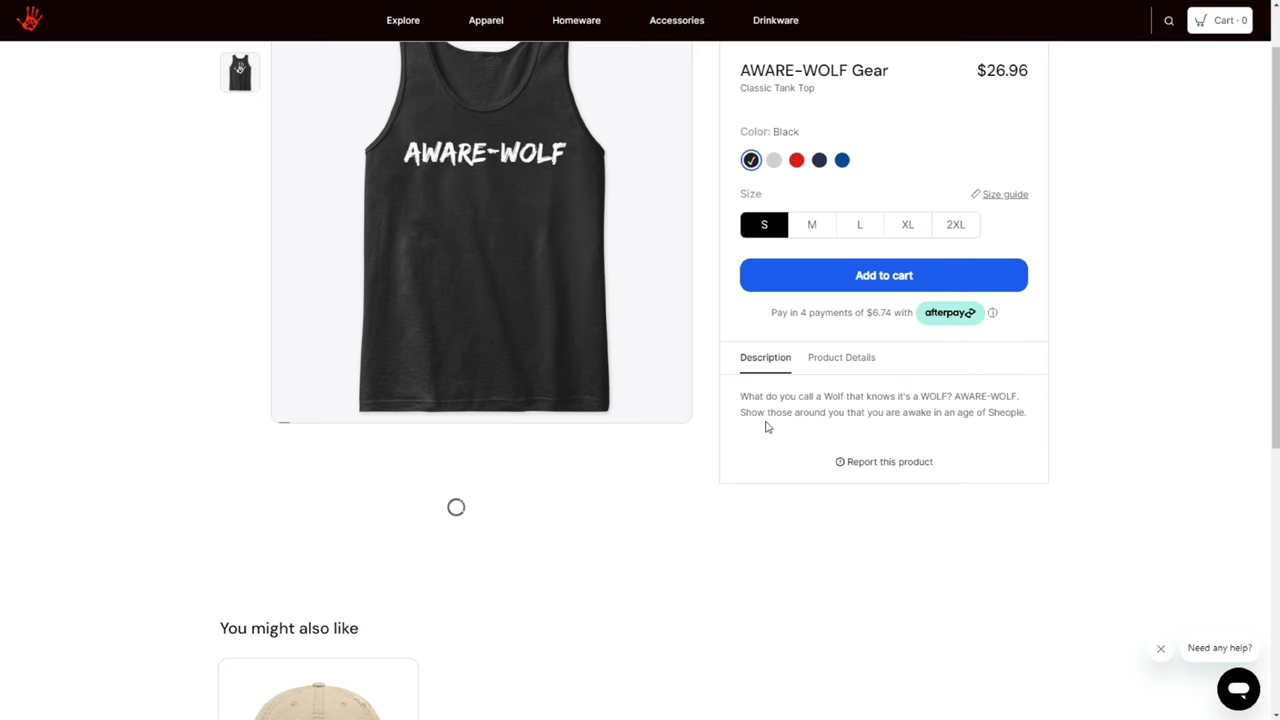 Explore
Apparel
Homeware
Accessories
Drinkware
Cart · 0
AWARE-WOLF
AWARE-WOLF Gear
$26.96
Classic Tank Top
Color: Black
Size
Size guide
S
M
L
XL
2XL
Add to cart
Pay in 4 payments of $6.74 with afterpay
Description
Product Details
What do you call a Wolf that knows it's a WOLF? AWARE-WOLF.
Show those around you that you are awake in an age of Sheople.
Report this product
You might also like
Need any help?